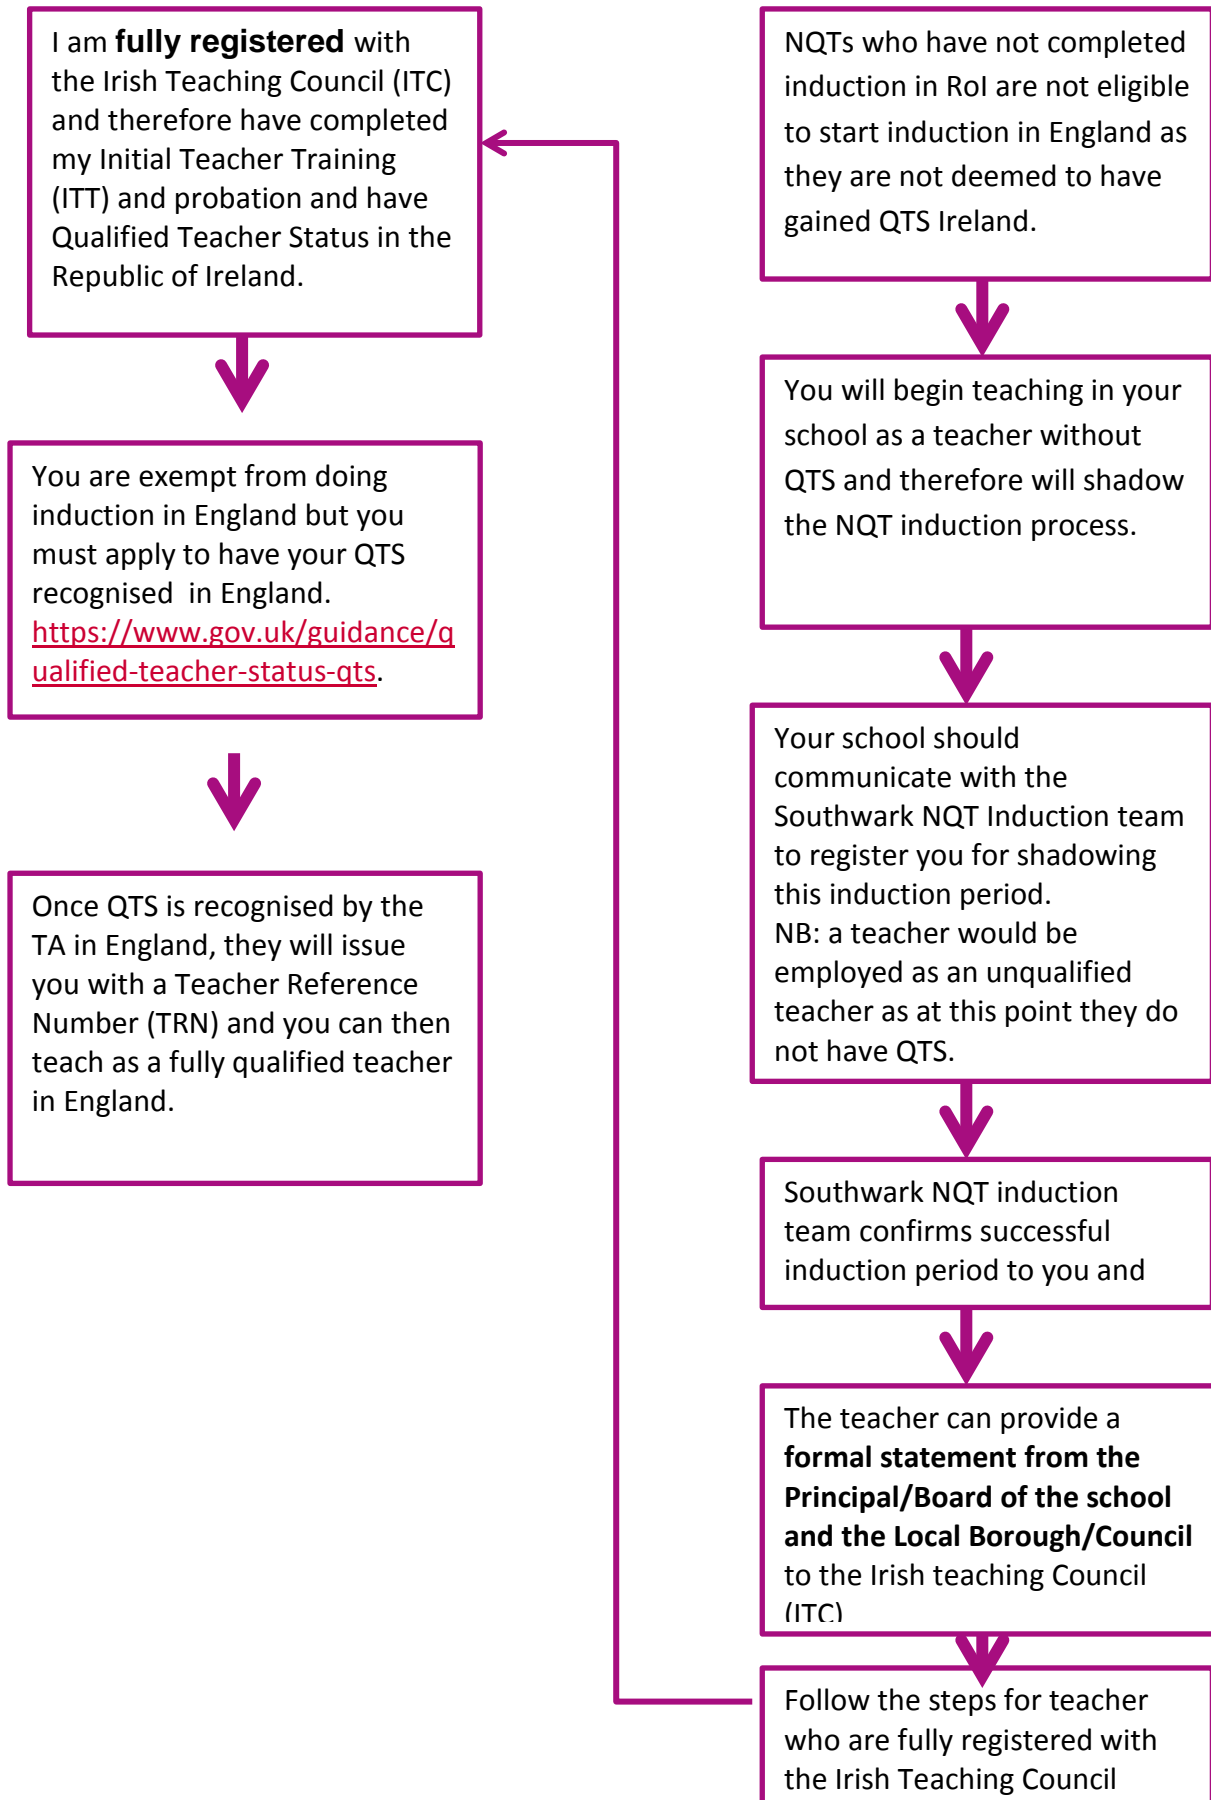 I am fully registered with
the Irish Teaching Council (ITC)
and therefore have completed
my Initial Teacher Training
(ITT) and probation and have
Qualified Teacher Status in the
Republic of Ireland.
You are exempt from doing
induction in England but you
must apply to have your QTS
recognised in England.
https://www.gov.uk/guidance/q
ualified-teacher-status-qts.
Once QTS is recognised by the
TA in England, they will issue
you with a Teacher Reference
Number (TRN) and you can then
teach as a fully qualified teacher
in England.
NQTs who have not completed
induction in RoI are not eligible
to start induction in England as
they are not deemed to have
gained QTS Ireland.
You will begin teaching in your
school as a teacher without
QTS and therefore will shadow
the NQT induction process.
Your school should
communicate with the
Southwark NQT Induction team
to register you for shadowing
this induction period.
NB: a teacher would be
employed as an unqualified
teacher as at this point they do
not have QTS.
Southwark NQT induction
team confirms successful
induction period to you and
The teacher can provide a
formal statement from the
Principal/Board of the school
and the Local Borough/Council
to the Irish teaching Council
(ITC)
Follow the steps for teacher
who are fully registered with
the Irish Teaching Council